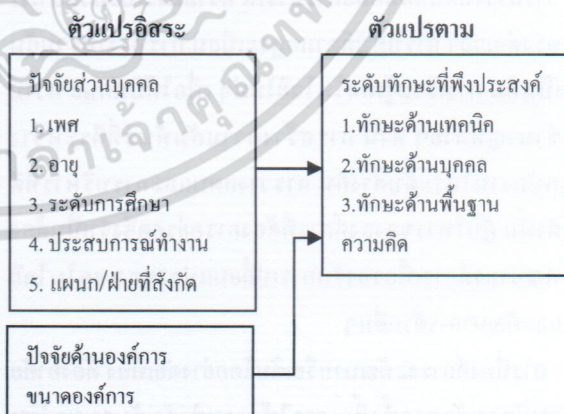 ตัวแปรอิสระ
ตัวแปรตาม
ปัจจัยส่วนบุคคล
1. เพศ
2. อายุ
3. ระดับการศึกษา
4. ประสบการณ์ทำงาน
5. แผนก/ฝ่ายที่สังกัด
ปัจจัยด้านองค์การ
ขนาดองค์การ
ระดับทักษะที่พึงประสงค์
1.ทักษะด้านเทคนิค
2.ทักษะด้านบุคคล
3.ทักษะด้านพื้นฐาน
ความคิด